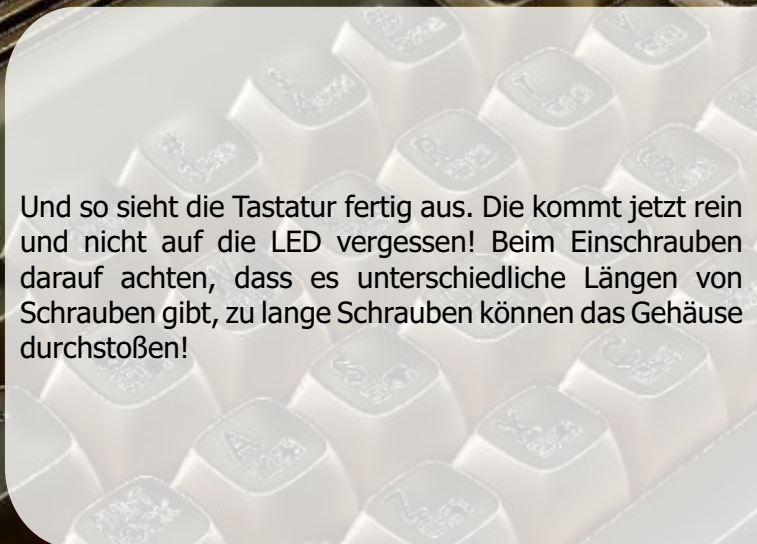 Und so sieht die Tastatur fertig aus. Die kommt jetzt rein
und nicht auf die LED vergessen! Beim Einschrauben
darauf achten, dass es unterschiedliche Längen von
Schrauben gibt, zu lange Schrauben können das Gehäuse
durchstoßen!